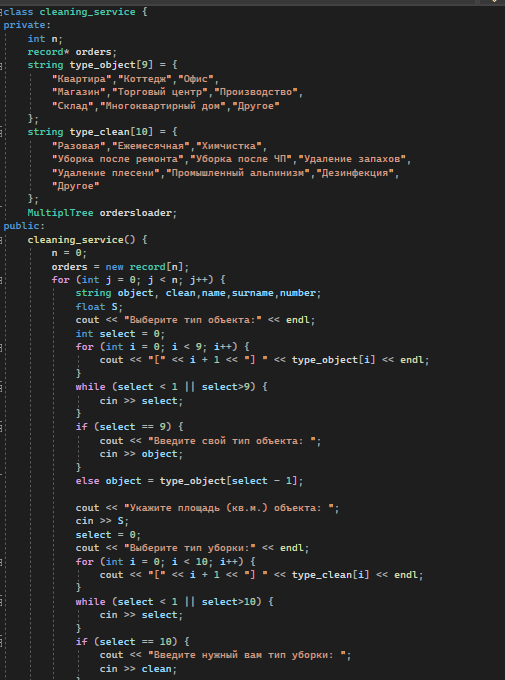 class cleaning_service {
private:
int n;
record* orders;
string type_object[9] = {
"Квартира","Коттедж","Офис",
"Магазин","Торговый центр","Производство",
"Склад","Многоквартирный дом","Другое"
};
string type_clean[10] = {
"Разовая","Ежемесячная","Химчистка",
"Уборка после ремонта","Уборка после ЧП","Удаление запахов",
"Удаление плесени","Промышленный альпинизм","Дезинфекция",
"Другое"
};
MultiplTree ordersloader;
public:
cleaning_service() {
n = 0;
orders = new record[n];
for (int j = 0; j < n; j++) {
string object, clean,name,surname,number;
float S;
cout << "Выберите тип объекта:" << endl;
int select = 0;
for (int i = 0; i < 9; i++) {
cout << "[" << i + 1 << "] " << type_object[i] << endl;
}
while (select < 1 || select>9) {
cin >> select;
}
if (select == 9) {
cout << "Введите свой тип объекта: ";
cin >> object;
}
else object = type_object[select - 1];
cout << "Укажите площадь (кв.м.) объекта: ";
cin >> S;
select = 0;
cout << "Выберите тип уборки:" << endl;
for (int i = 0; i < 10; i++) {
cout << "[" << i + 1 << "] " << type_clean[i] << endl;
}
while (select < 1 || select>10) {
cin >> select;
}
if (select == 10) {
cout << "Введите нужный вам тип уборки: ";
cin >> clean;
}